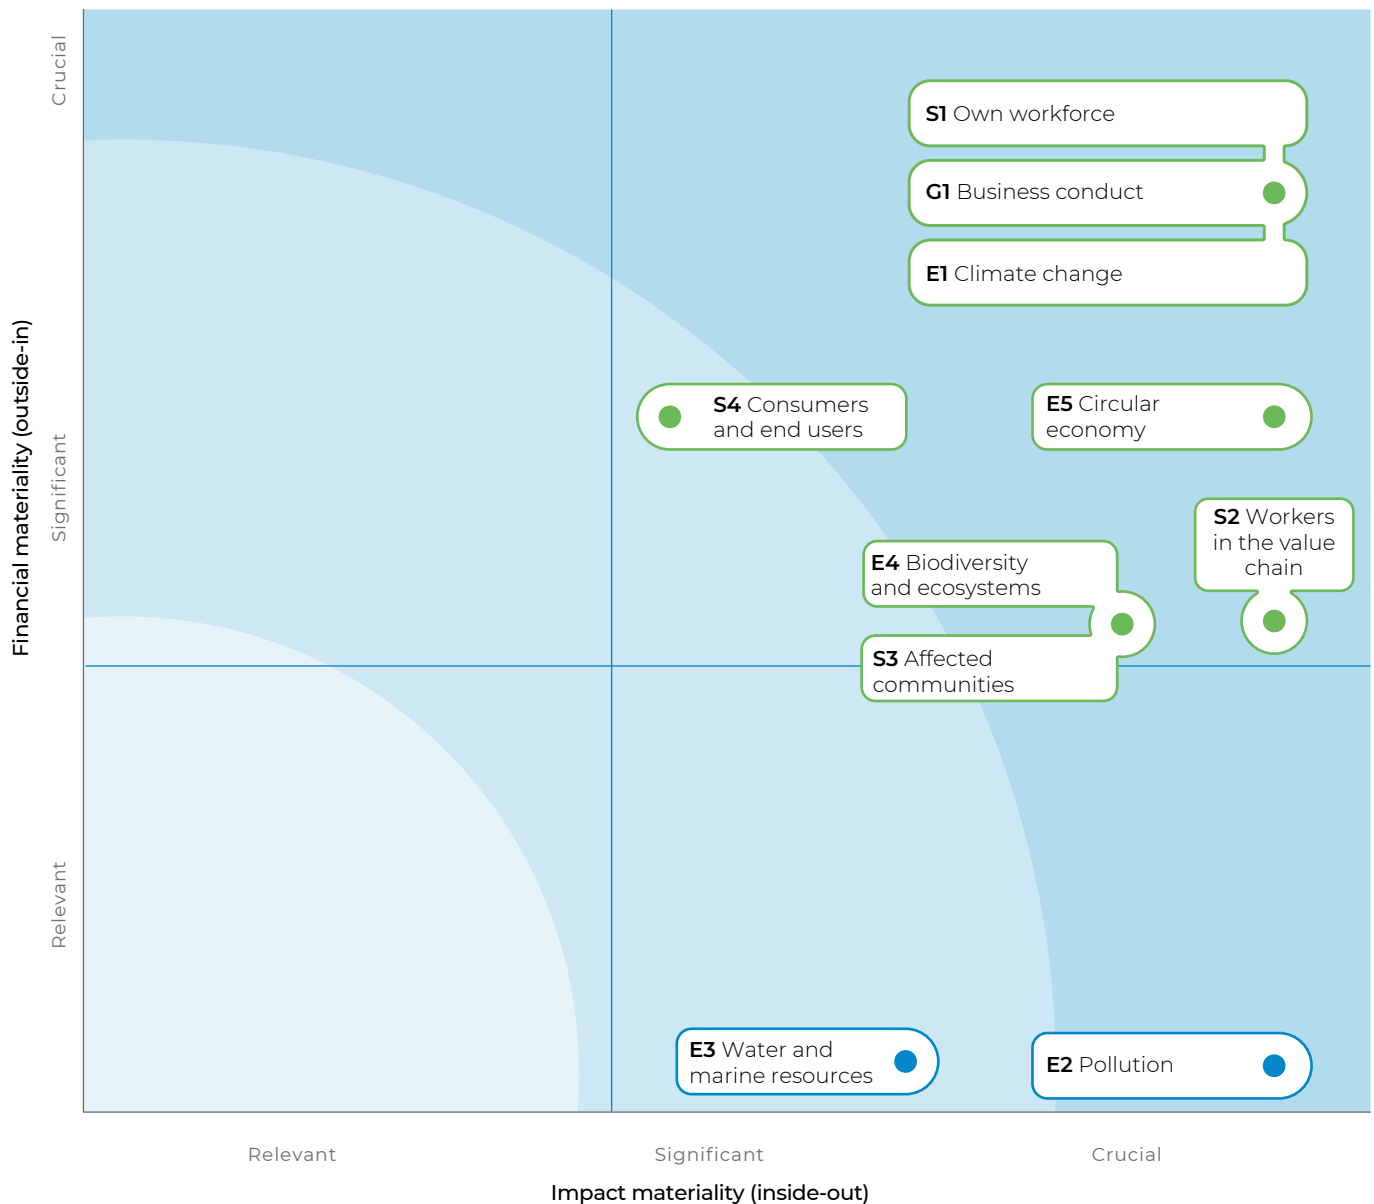 Crucial
S1 Own workforce
G1 Business conduct
E1 Climate change
Financial materiality (outside-in)
Significant
S4 Consumers
and end users
E5 Circular
economy
S2 Workers
in the value
chain
E4 Biodiversity
and ecosystems
S3 Affected
communities
Relevant
E3 Water and
marine resources
E2 Pollution
Relevant
Significant
Crucial
Impact materiality (inside-out)